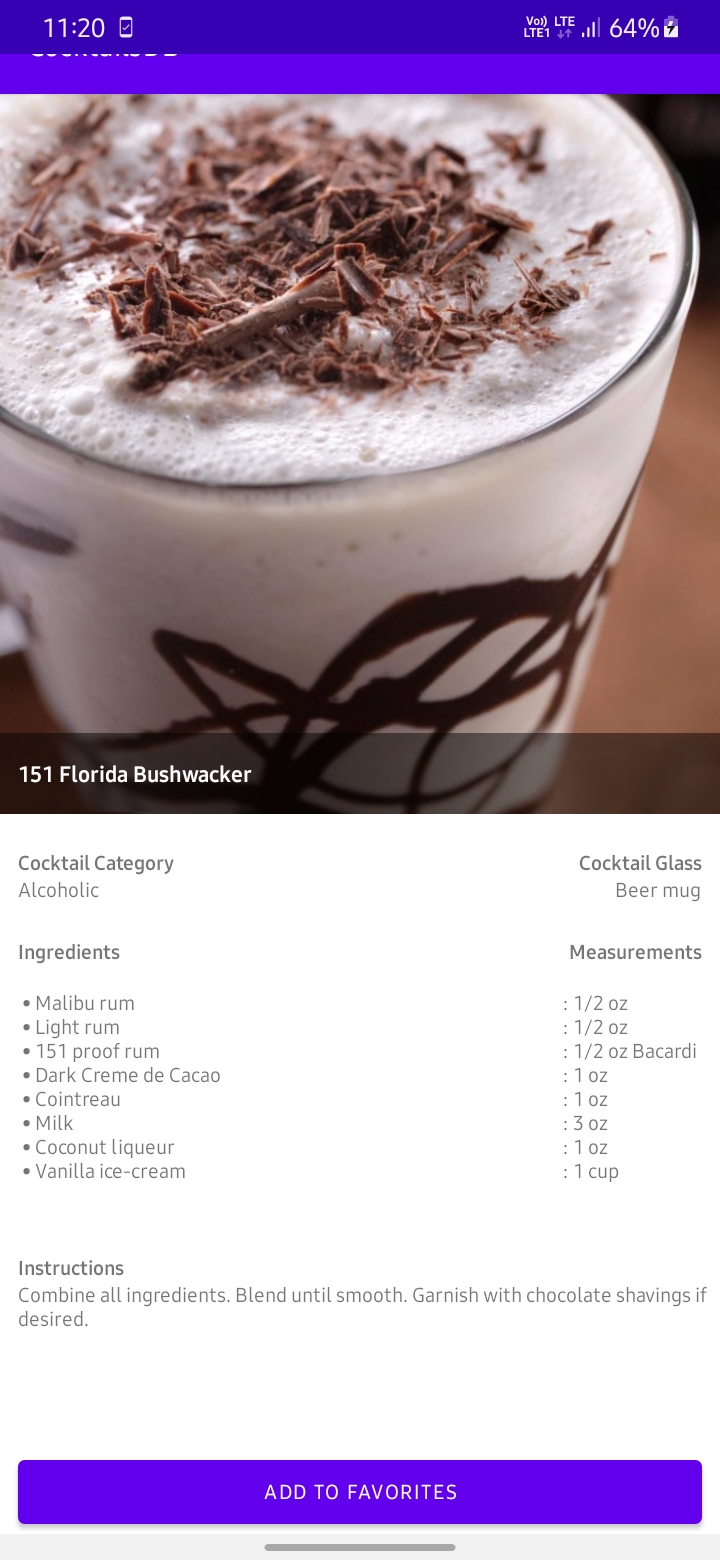 11:20
Vo)) LTE
LTE1
64%
151 Florida Bushwacker
Cocktail Category Cocktail Glass
Alcoholic Beer mug
Ingredients Measurements
• Malibu rum : 1/2 oz
• Light rum : 1/2 oz
• 151 proof rum : 1/2 oz Bacardi
• Dark Creme de Cacao : 1 oz
• Cointreau : 1 oz
• Milk : 3 oz
• Coconut liqueur : 1 oz
• Vanilla ice-cream : 1 cup
Instructions
Combine all ingredients. Blend until smooth. Garnish with chocolate shavings if
desired.
ADD TO FAVORITES